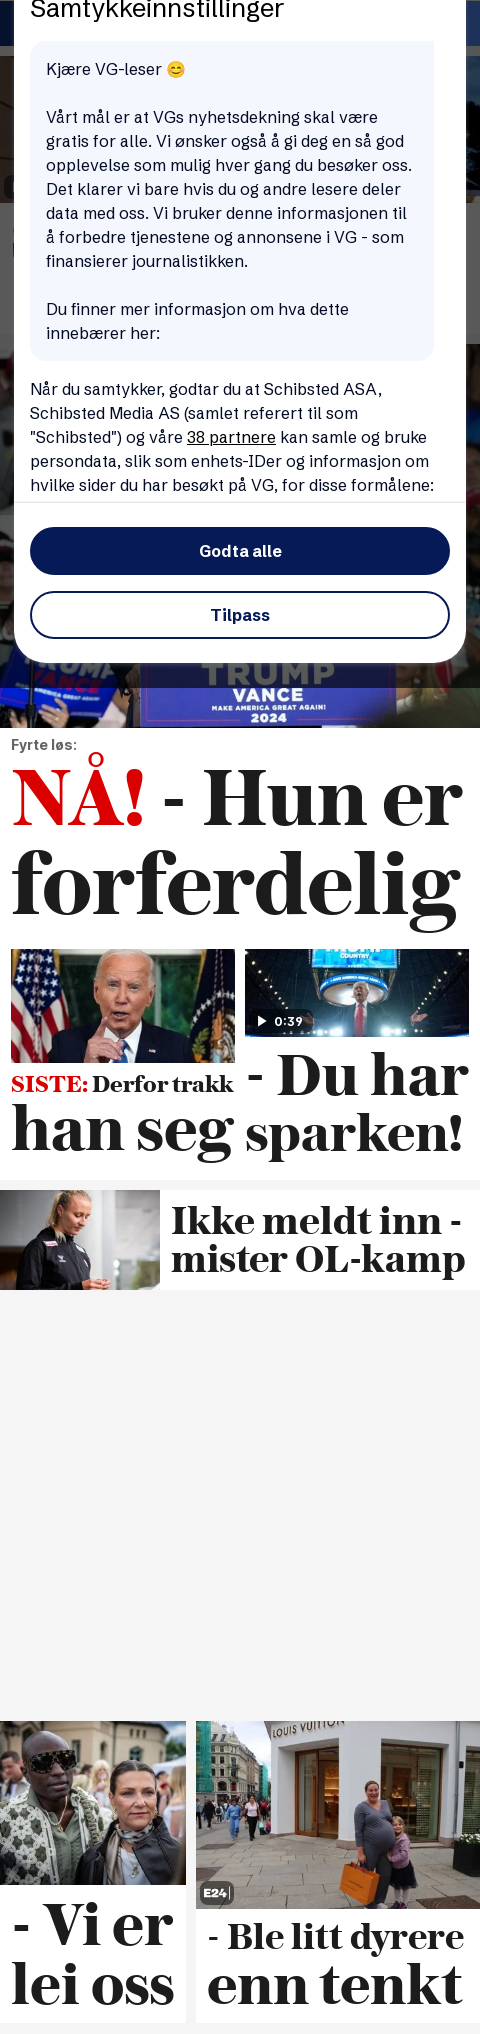 Samtykkeinnstillinger
Kjære VG-leser 😊
Vårt mål er at VGs nyhetsdekning skal være
gratis for alle. Vi ønsker også å gi deg en så god
opplevelse som mulig hver gang du besøker oss.
Det klarer vi bare hvis du og andre lesere deler
data med oss. Vi bruker denne informasjonen til
å forbedre tjenestene og annonsene i VG - som
finansierer journalistikken.
Du finner mer informasjon om hva dette
innebærer her:
Når du samtykker, godtar du at Schibsted ASA,
Schibsted Media AS (samlet referert til som
"Schibsted") og våre 38 partnere kan samle og bruke
persondata, slik som enhets-IDer og informasjon om
hvilke sider du har besøkt på VG, for disse formålene:
Godta alle
Tilpass
TRUMP
TRUMP
VANCE
VANCE
MAKE AMERICA GREAT AGAIN!
2024
Fyrte løs:
NÅ! - Hun er
forferdelig
COUNTRY
0:39
SISTE: Derfor trakk
han seg
- Du har
sparken!
Ikke meldt inn -
mister OL-kamp
LOUIS VUITTON
E24
- Vi er
lei oss
- Ble litt dyrere
enn tenkt